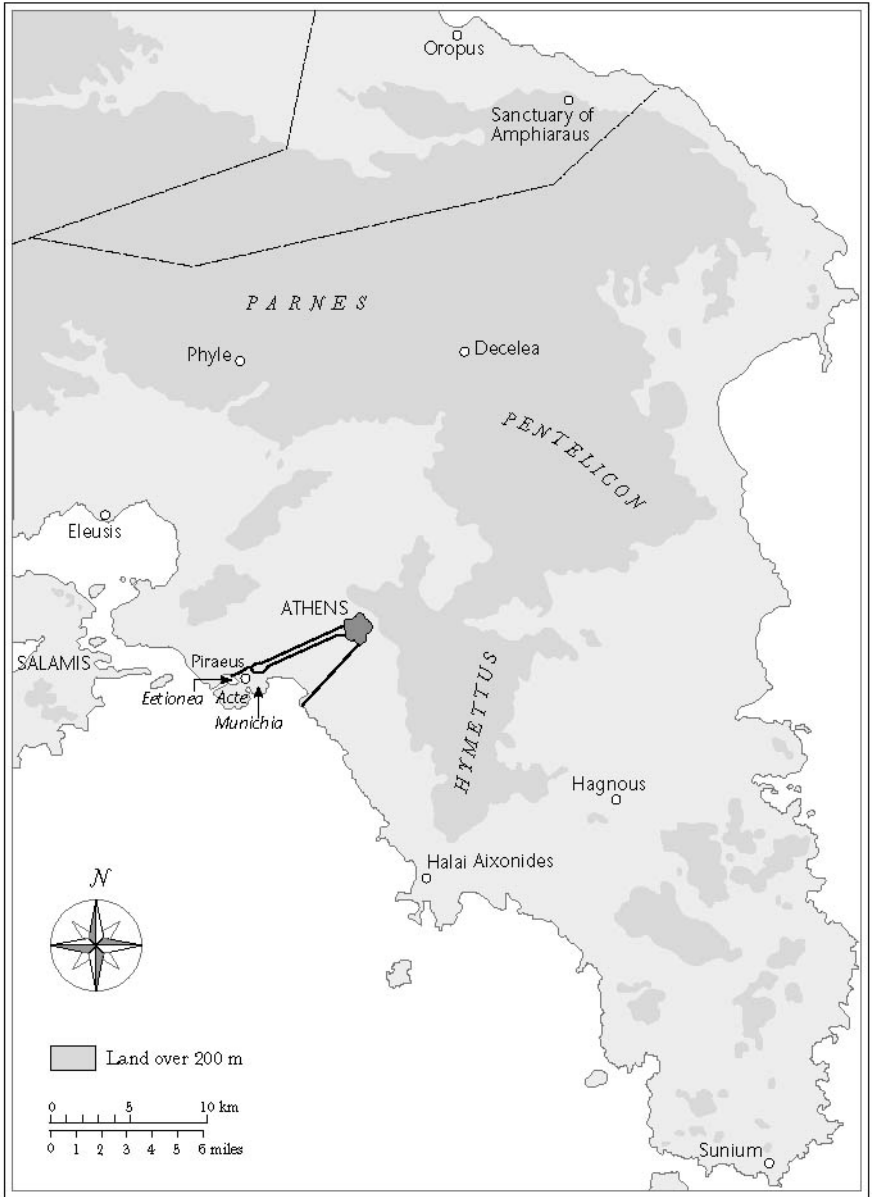 Oropus
Sanctuary of
Amphiaraus
PARNES
Phyle
Decelea
PENTELICON
Eleusis
ATHENS
SALAMIS
Piraeus
Eetionea
Acte
Munichia
HYMETTUS
Hagnous
Halai Aixonides
N
Land over 200 m
0 5 10 km
0 1 2 3 4 5 6 miles
Sunium